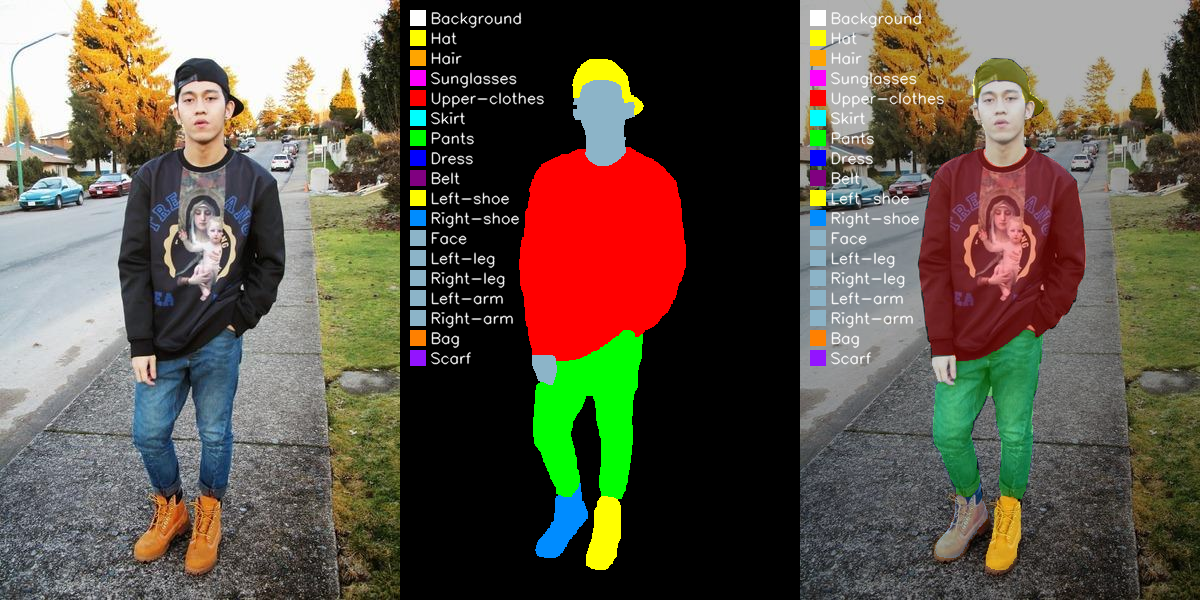 Background
Hat
Hair
Sunglasses
Upper-clothes
Skirt
Pants
Dress
Belt
Left-shoe
Right-shoe
Face
Left-leg
Right-leg
Left-arm
Right-arm
Bag
Scarf
Background
Hat
Hair
Sunglasses
Upper-clothes
Skirt
Pants
Dress
Belt
Left-shoe
Right-shoe
Face
Left-leg
Right-leg
Left-arm
Right-arm
Bag
Scarf